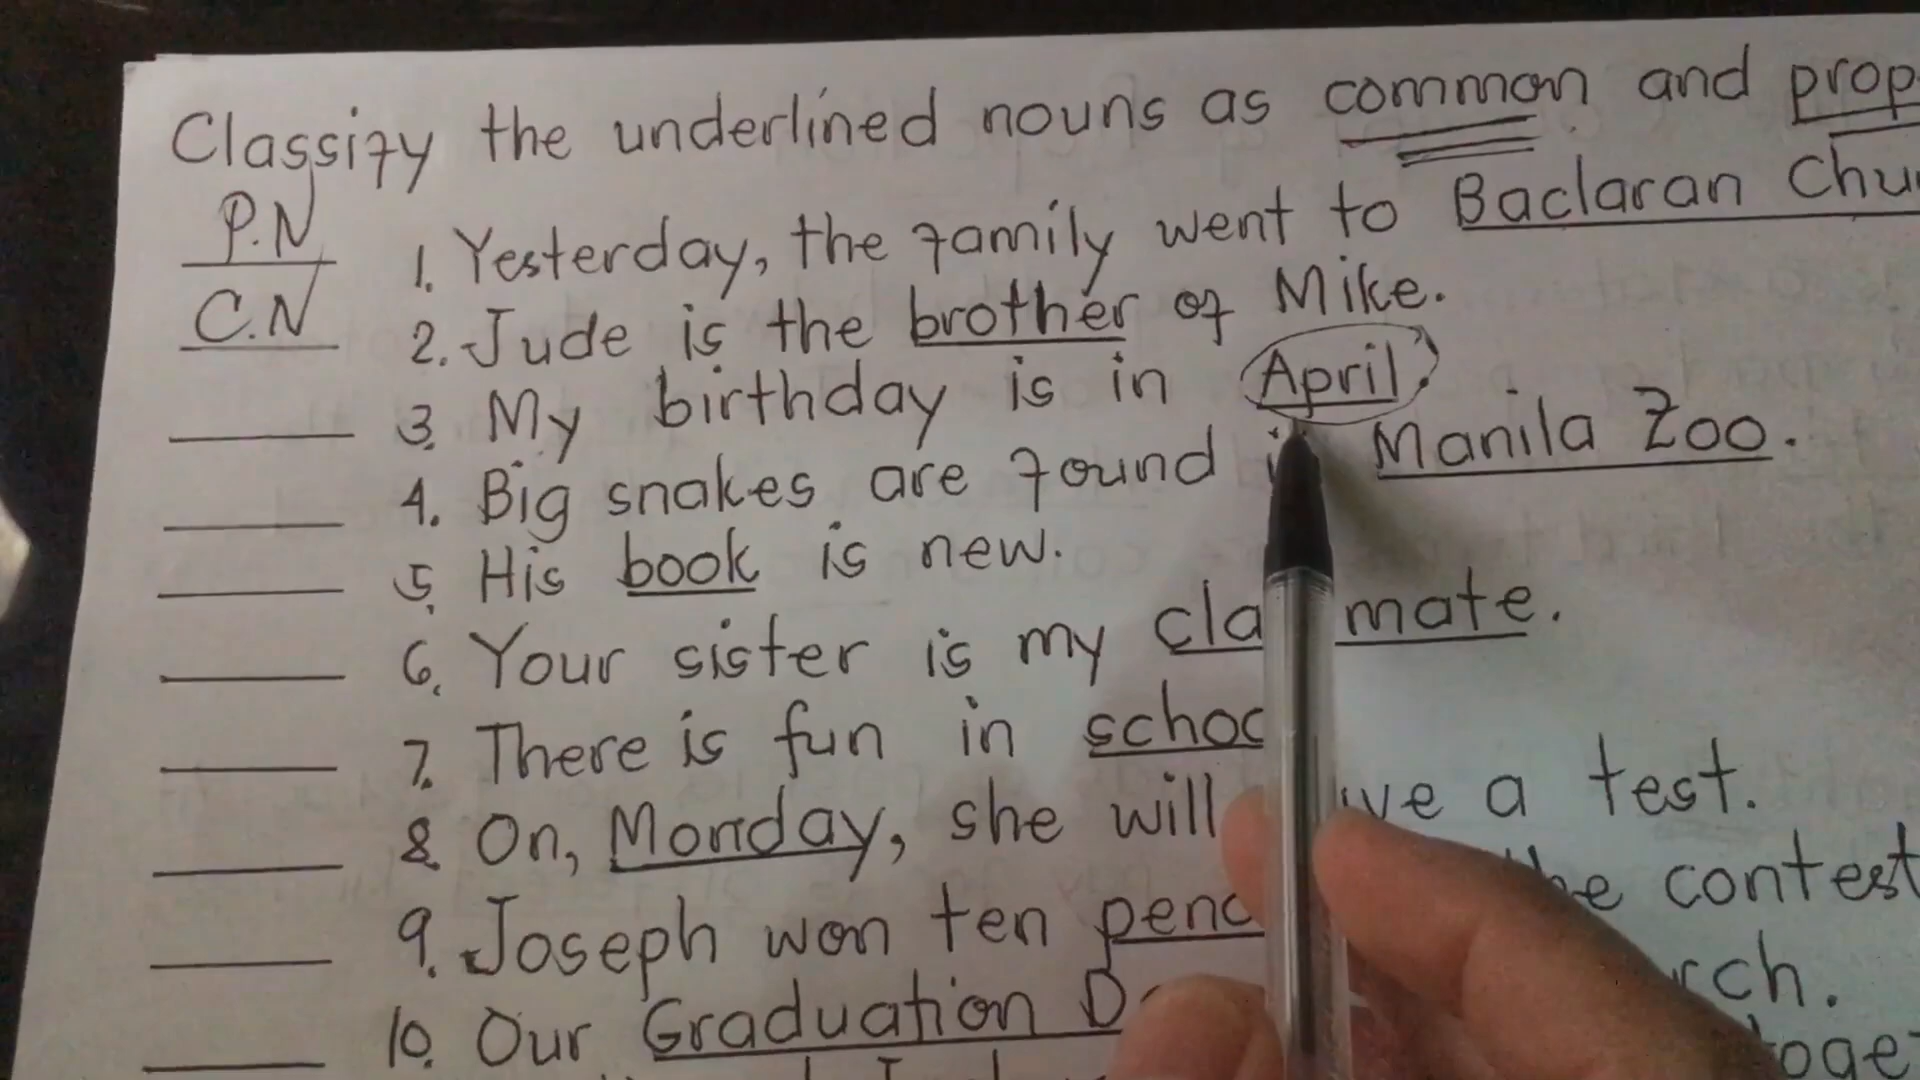 Classify the underlined nouns as common and prop
P.N 1. Yesterday, the family went to Baclaran Chu
C.N 2. Jude is the brother of Mike.
3. My birthday is in April.
4. Big snakes are found Manila Zoo.
5. His book is new.
6. Your sister is my cla mate.
7. There is fun in schoo
8. On, Monday, she will a test.
9. Joseph won ten penc contest
10. Our Graduation D rch.
toge